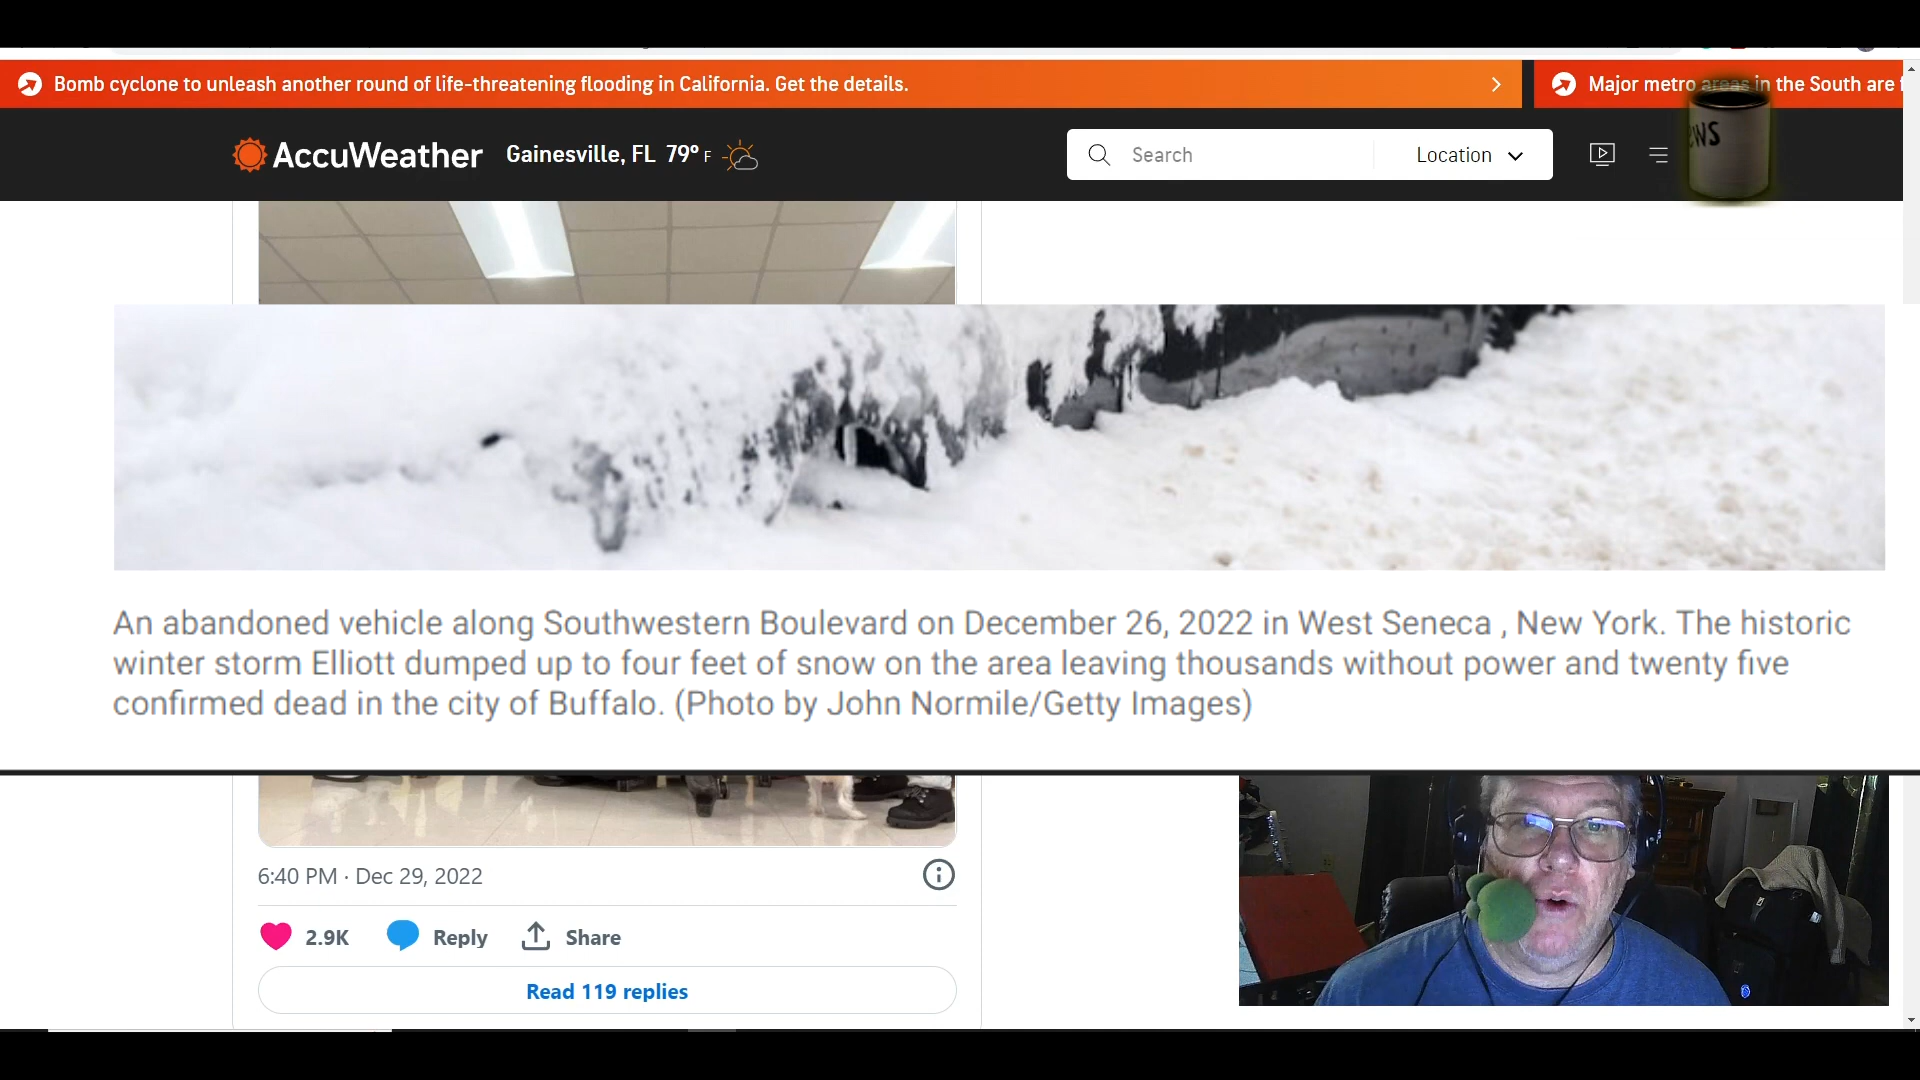 Bomb cyclone to unleash another round of life-threatening flooding in California. Get the details.
Major metro areas in the South are
AccuWeather
Gainesville, FL 79° F
Search
Location
An abandoned vehicle along Southwestern Boulevard on December 26, 2022 in West Seneca , New York. The historic
winter storm Elliott dumped up to four feet of snow on the area leaving thousands without power and twenty five
confirmed dead in the city of Buffalo. (Photo by John Normile/Getty Images)
6:40 PM · Dec 29, 2022
2.9K
Reply
Share
Read 119 replies